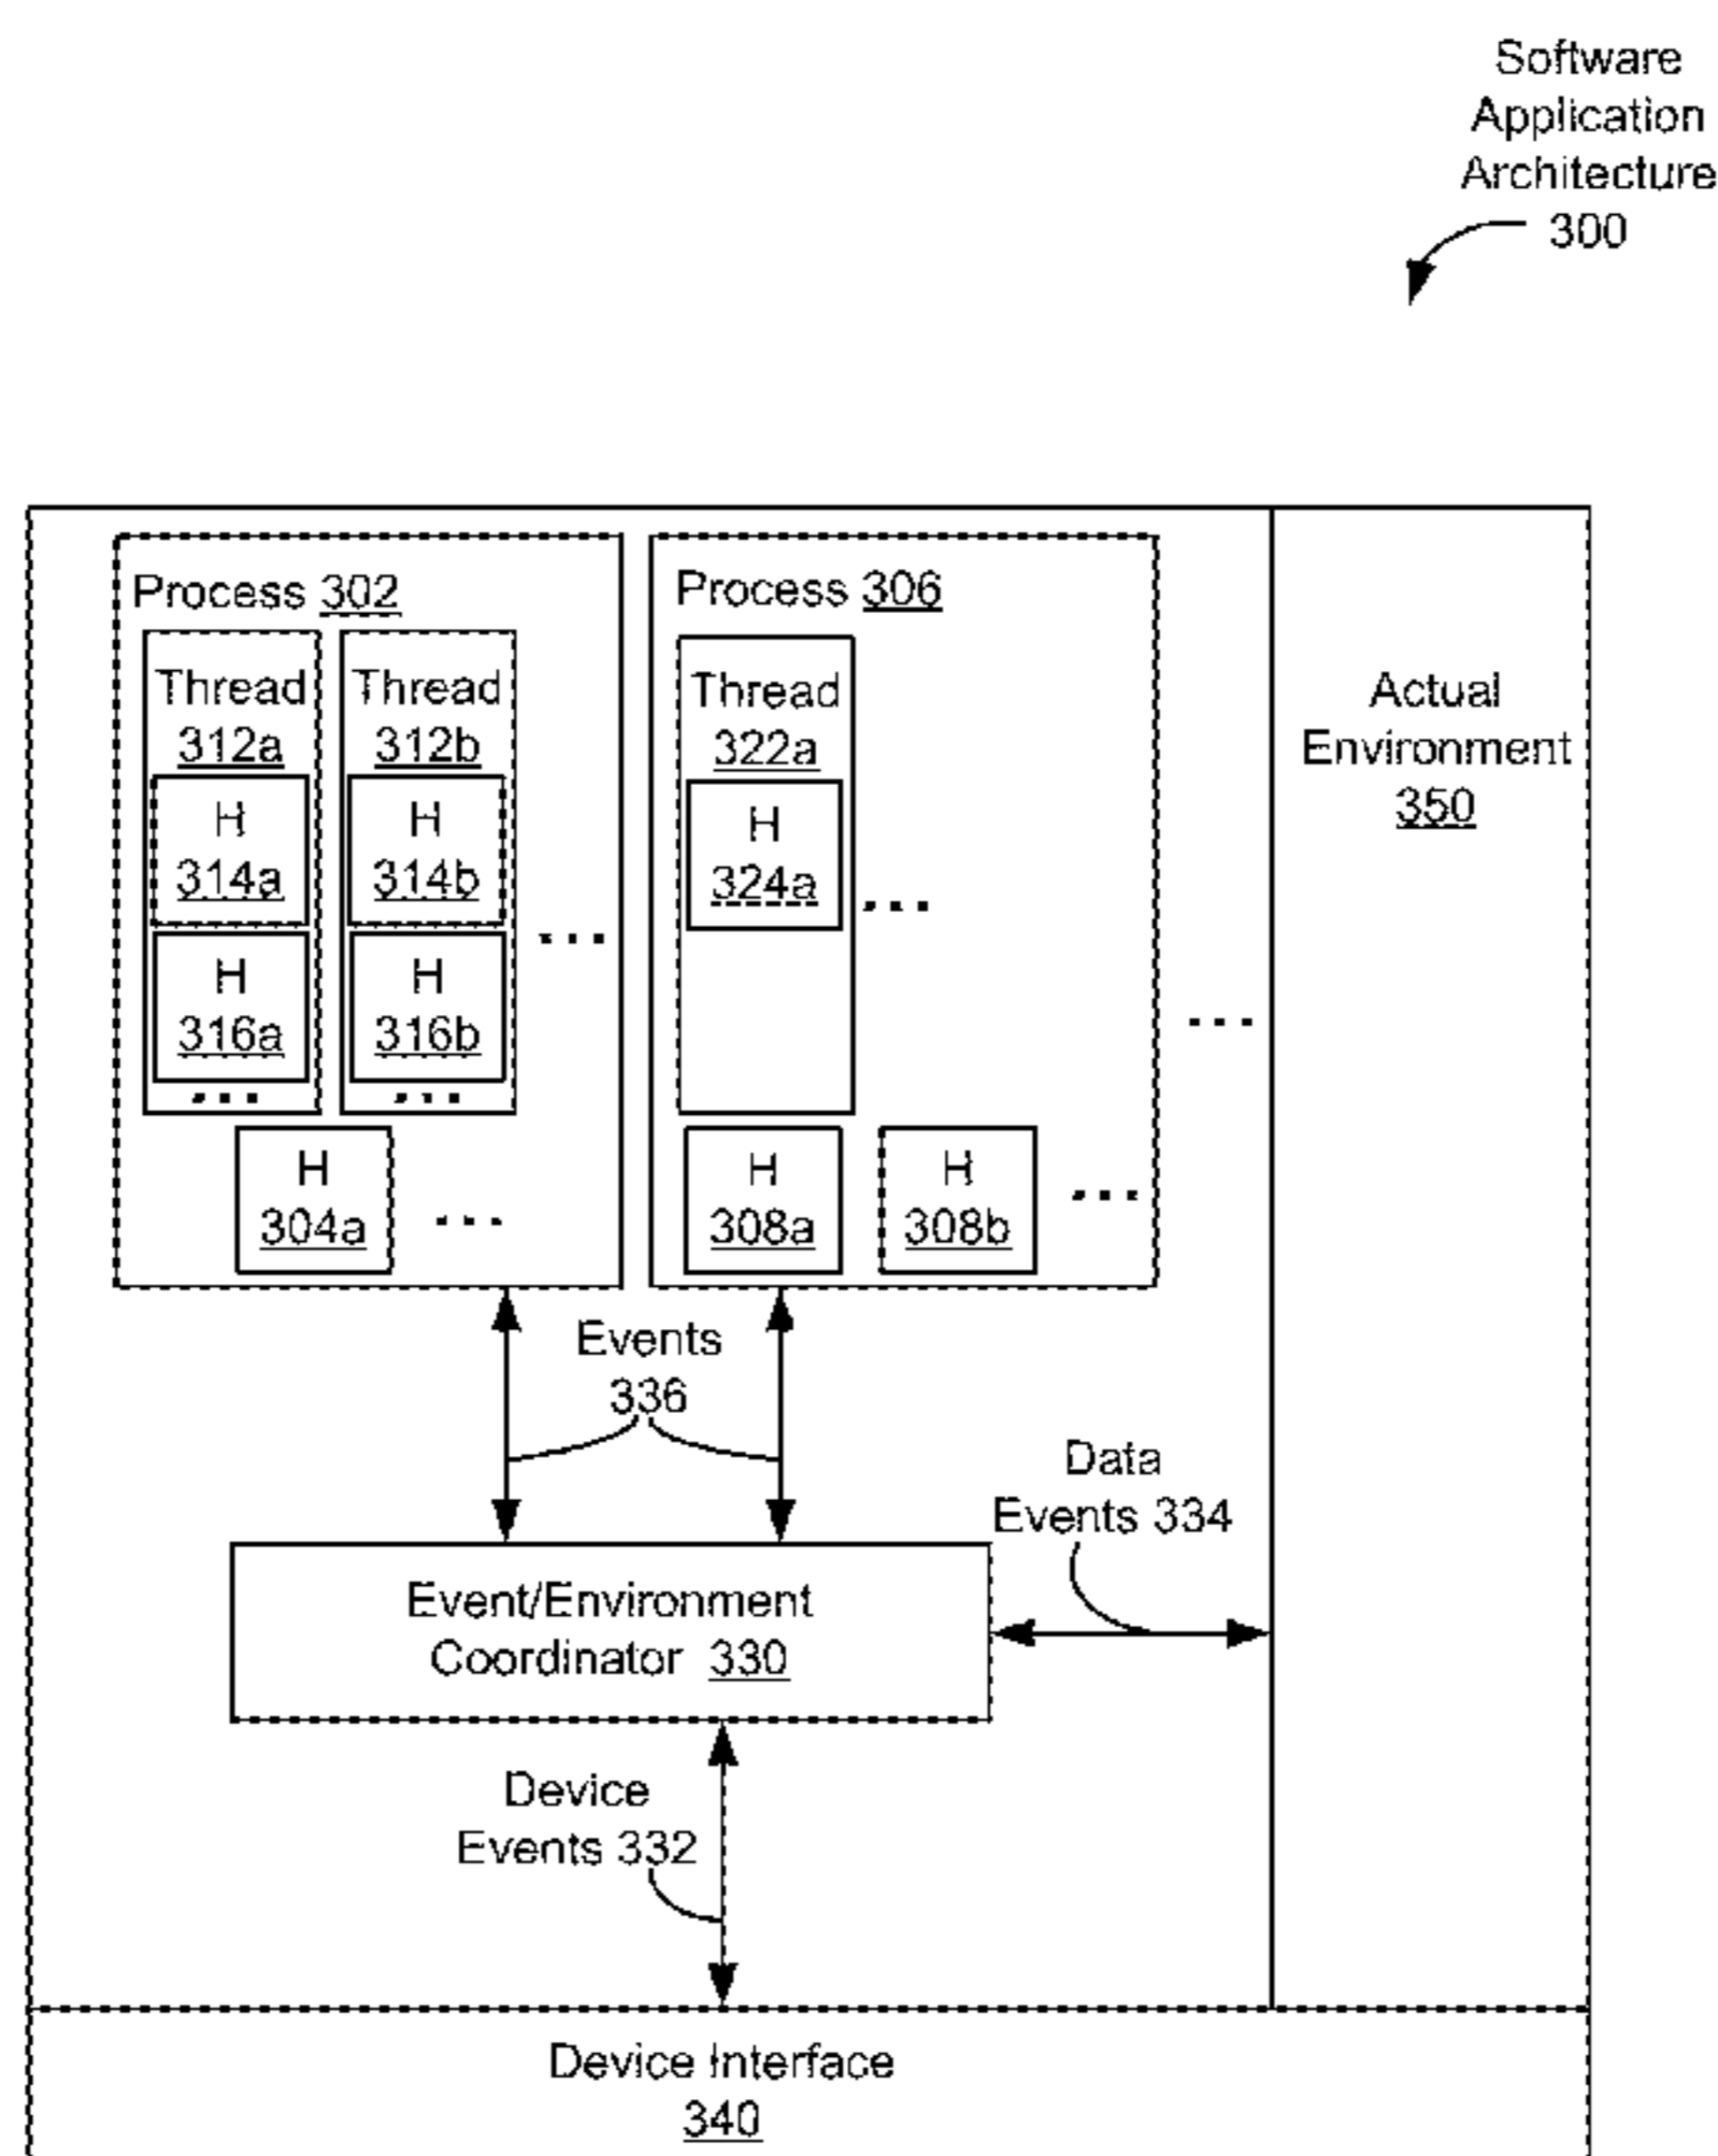 Software
Application
Architecture
300
Process 302
Thread
312a
H
314a
H
316a
...
Thread
312b
H
314b
H
316b
...
...
H
304a
...
Process 306
Thread
322a
H
324a
...
H
308a
H
308b
...
...
Actual
Environment
350
Events
336
Data
Events 334
Event/Environment
Coordinator 330
Device
Events 332
Device Interface
340